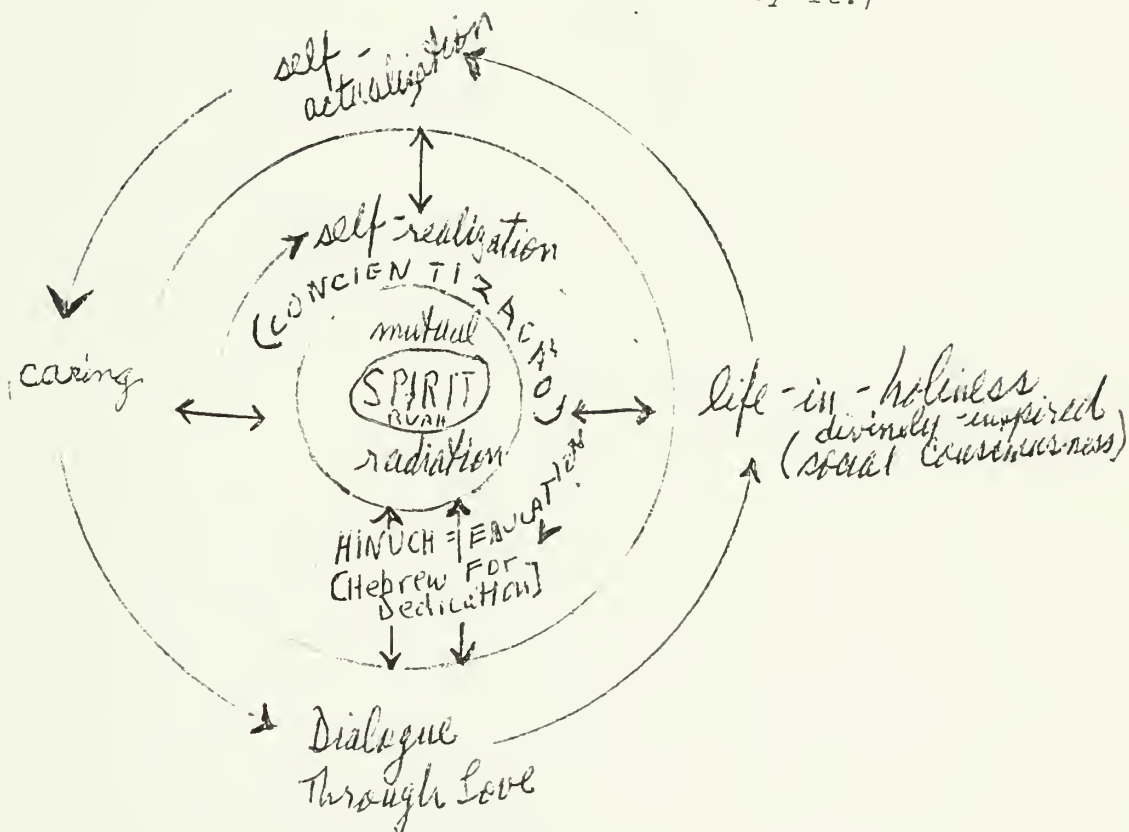 self-
actualization
self-realization
(CONCIENTIZACAO)
mutual
SPIRIT
RUAH
radiation
caring
life-in-holiness
divinely-inspired
(social consciousness)
HINUCH = EDUCATION
[Hebrew FOR
Dedication]
Dialogue
Through Love